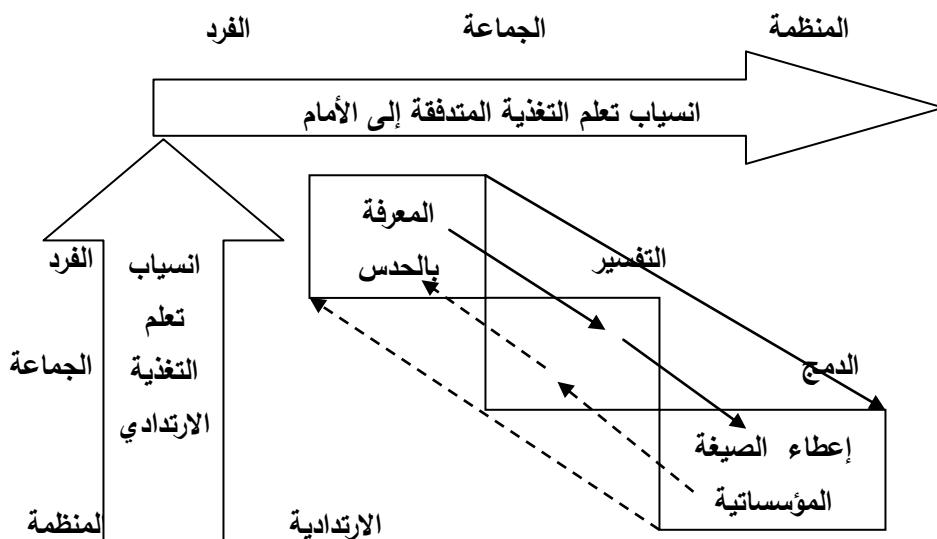 الفرد الجماعة المنظمة
انسياب تعلم التغذية المتدفقة إلى الأمام
المعرفة
بالحدس
التفسير
الدمج
إعطاء الصيغة
المؤسساتية
الفرد
الجماعة
المنظمة
انسياب
تعلم
التغذية
الارتدادي
الارتدادية